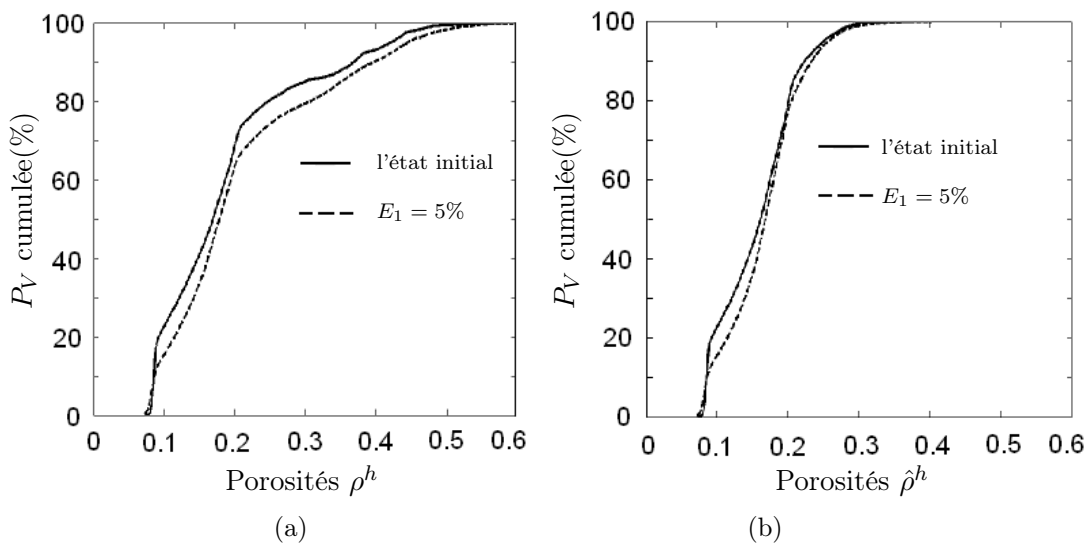 100
80
60
40
20
0
P_V cumulée(%)
l'état initial
E_1 = 5%
0 0.1 0.2 0.3 0.4 0.5 0.6
Porosités ρ^h
(a)
100
80
60
40
20
0
P_V cumulée(%)
l'état initial
E_1 = 5%
0 0.1 0.2 0.3 0.4 0.5 0.6
Porosités ρ̂^h
(b)